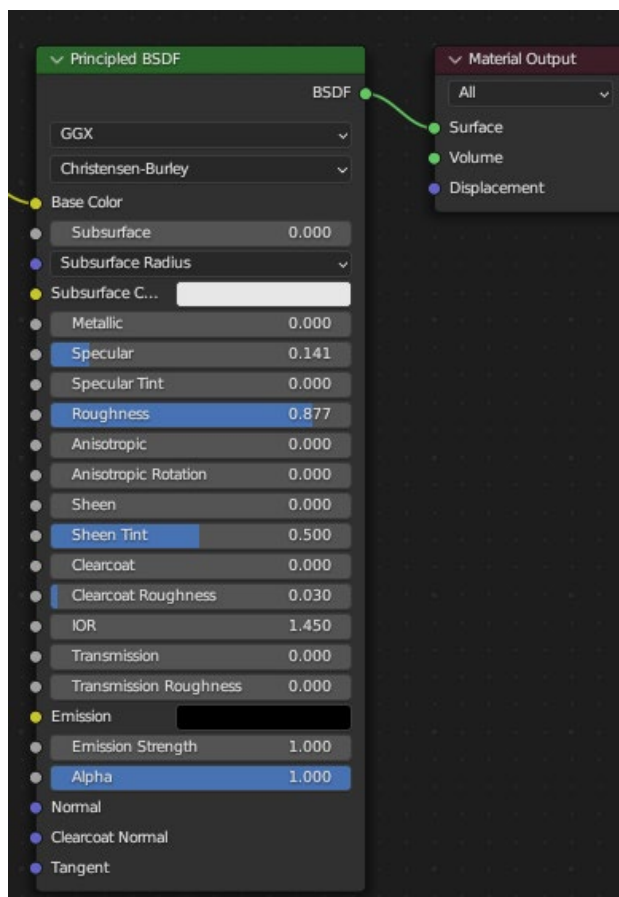 Principled BSDF
BSDF
GGX
Christensen-Burley
Base Color
Subsurface 0.000
Subsurface Radius
Subsurface C...
Metallic 0.000
Specular 0.141
Specular Tint 0.000
Roughness 0.877
Anisotropic 0.000
Anisotropic Rotation 0.000
Sheen 0.000
Sheen Tint 0.500
Clearcoat 0.000
Clearcoat Roughness 0.030
IOR 1.450
Transmission 0.000
Transmission Roughness 0.000
Emission
Emission Strength 1.000
Alpha 1.000
Normal
Clearcoat Normal
Tangent
Material Output
All
Surface
Volume
Displacement